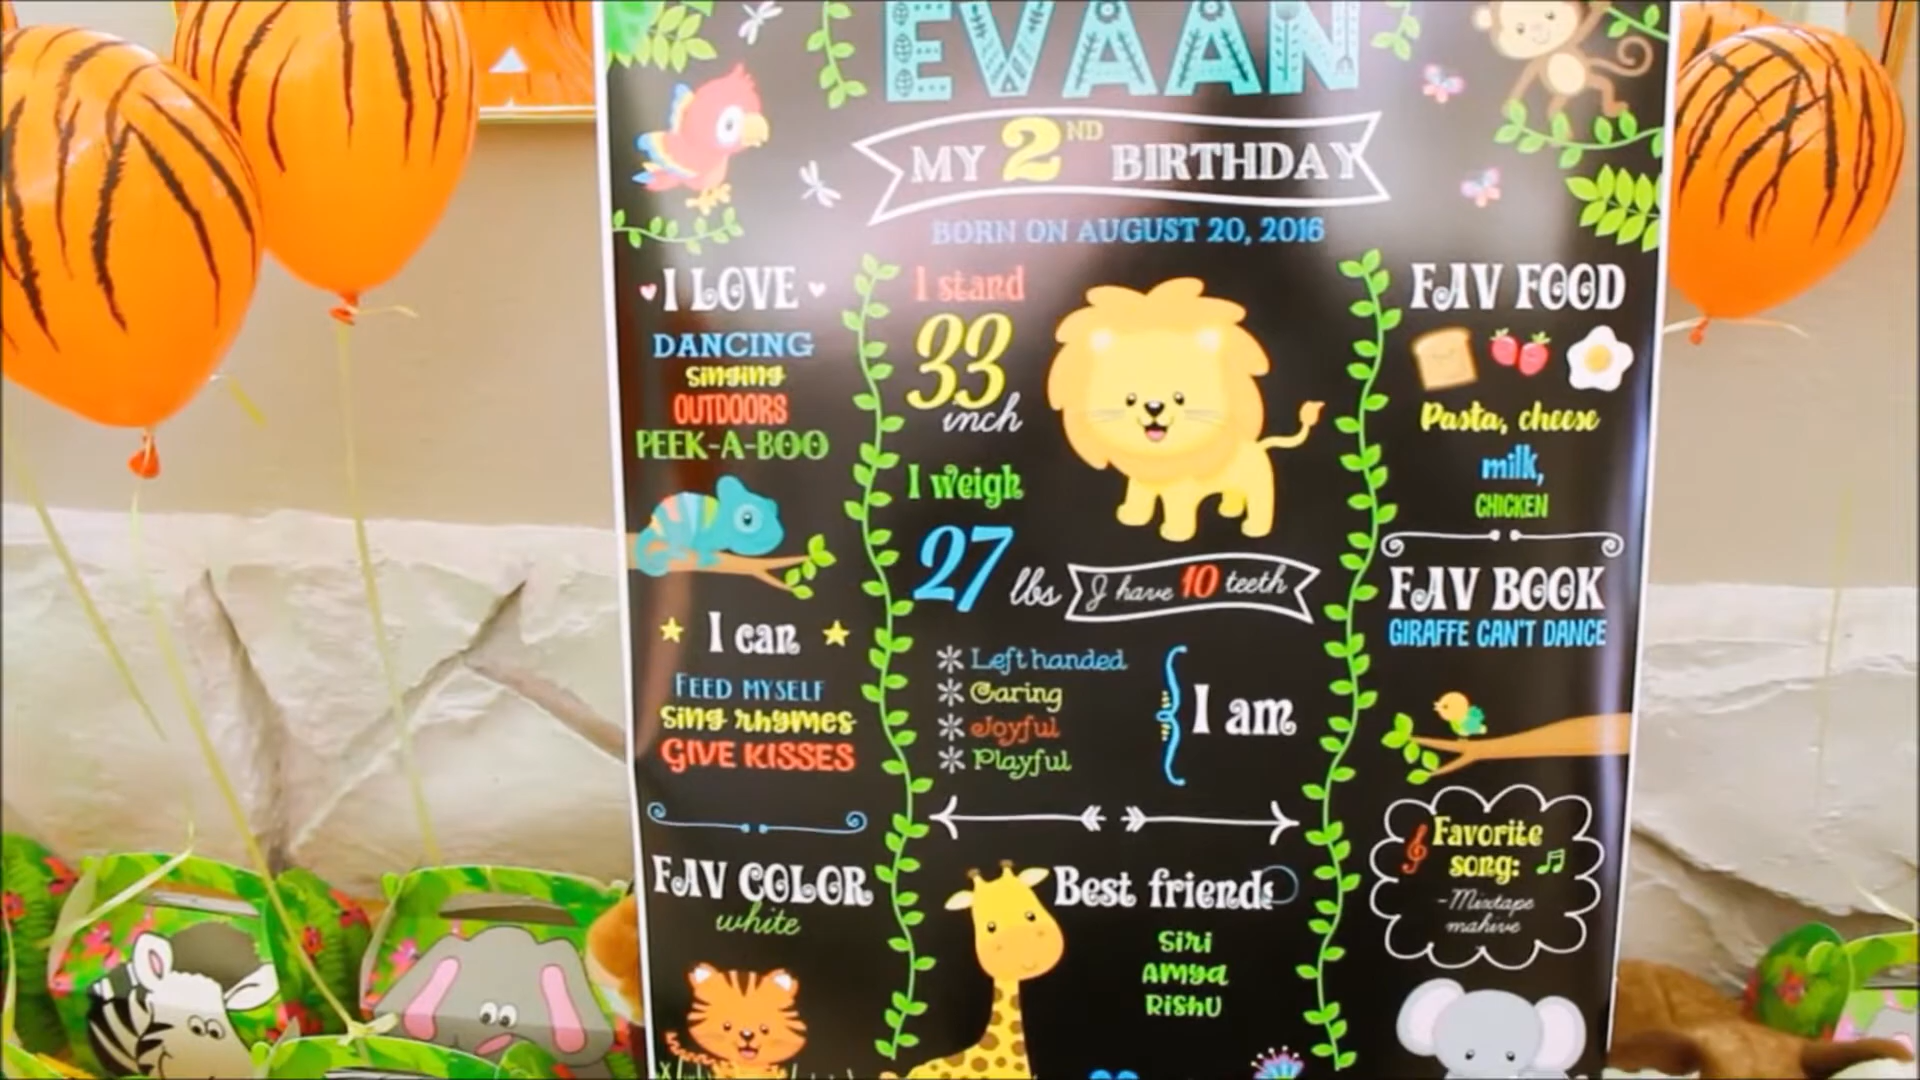 EVAAN
MY 2ND BIRTHDAY
BORN ON AUGUST 20, 2016
I LOVE
DANCING
singing
OUTDOORS
PEEK-A-BOO
I can
FEED MYSELF
Sing rhymes
GIVE KISSES
FAV COLOR
white
I stand
33
inch
I weigh
27 lbs
I have 10 teeth
Left handed
Caring
Joyful
Playful
I am
Best friends
Siri
Amya
Rishu
FAV FOOD
Pasta, cheese
milk,
CHICKEN
FAV BOOK
GIRAFFE CAN'T DANCE
Favorite
song:
-Mixtape
mahive